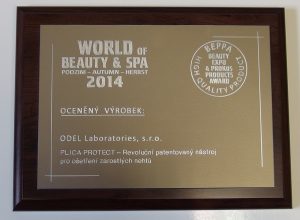 WORLD OF
BEAUTY & SPA
PODZIM – AUTUMN – HERBST
2014
BEPPA
BEAUTY
EXPO
& PROKOS
PRODUCTS
AWARD
HIGH QUALITY PRODUCT
OCENĚNÝ VÝROBEK:
ODEL Laboratories, s.r.o.
PLICA PROTECT – Revoluční patentovaný nástroj
pro ošetření zarostlých nehtů